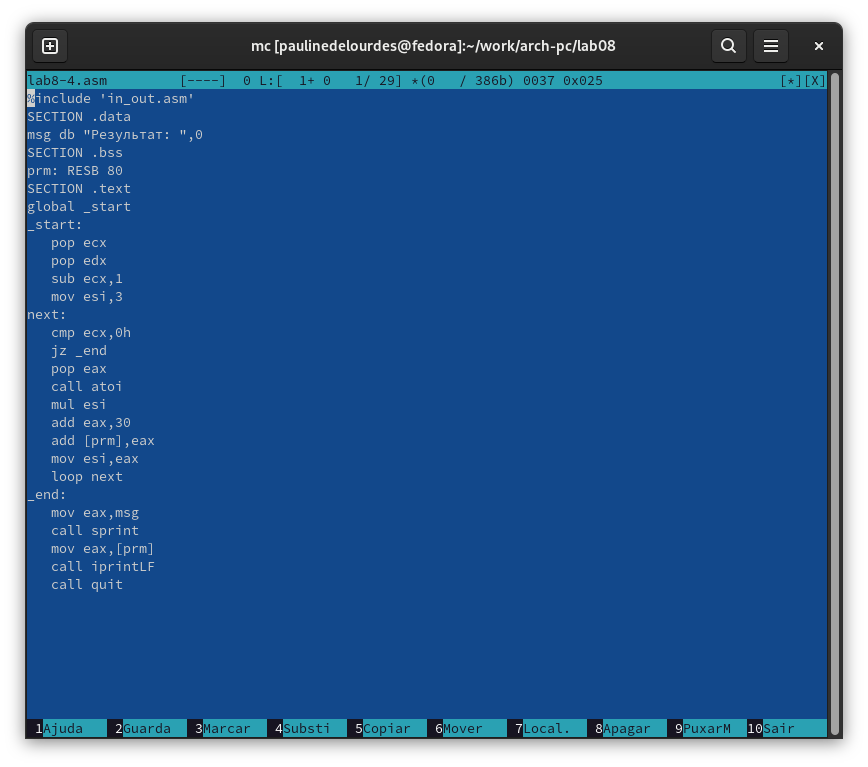 mc [paulinedelourdes@fedora]:~/work/arch-pc/lab08
lab8-4.asm [----] 0 L:[ 1+ 0 1/ 29] *(0 / 386b) 0037 0x025 [*][X]
%include 'in_out.asm'
SECTION .data
msg db "Результат: ",0
SECTION .bss
prm: RESB 80
SECTION .text
global _start
_start:
pop ecx
pop edx
sub ecx,1
mov esi,3
next:
cmp ecx,0h
jz _end
pop eax
call atoi
mul esi
add eax,30
add [prm],eax
mov esi,eax
loop next
_end:
mov eax,msg
call sprint
mov eax,[prm]
call iprintLF
call quit
1Ajuda 2Guarda 3Marcar 4Substi 5Copiar 6Mover 7Local. 8Apagar 9PuxarM 10Sair